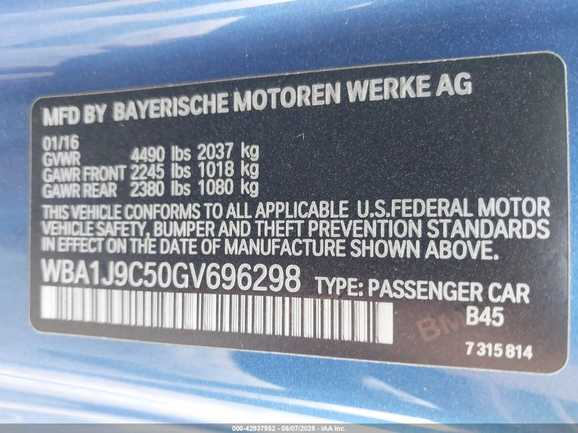 MFD BY BAYERISCHE MOTOREN WERKE AG
01/16
GVWR 4490 lbs 2037 kg
GAWR FRONT 2245 lbs 1018 kg
GAWR REAR 2380 lbs 1080 kg
THIS VEHICLE CONFORMS TO ALL APPLICABLE U.S.FEDERAL MOTOR
VEHICLE SAFETY, BUMPER AND THEFT PREVENTION STANDARDS
IN EFFECT ON THE DATE OF MANUFACTURE SHOWN ABOVE.
WBA1J9C50GV696298 TYPE: PASSENGER CAR
B45
7 315 814